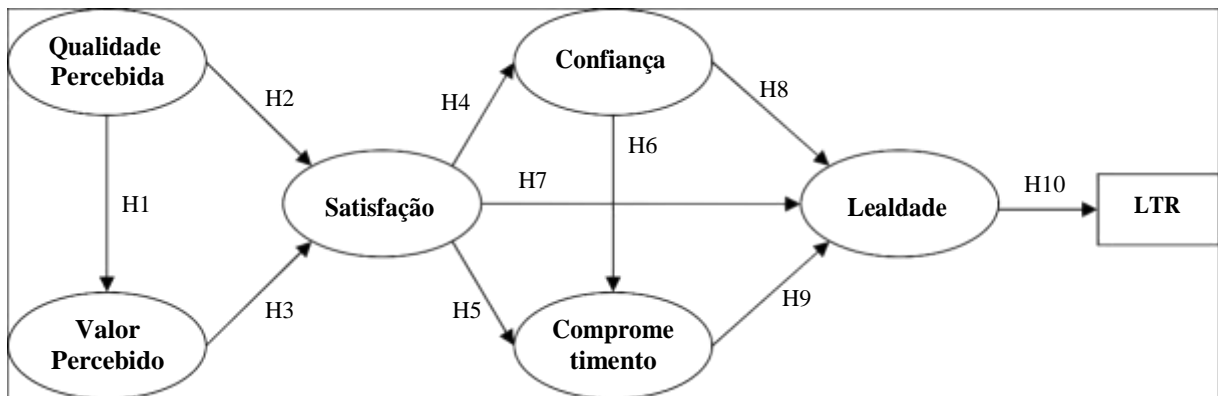 Qualidade
Percebida
Confiança
H2
H4
H8
H6
H1
H7
Satisfação
Lealdade
H10
LTR
H3
H5
H9
Valor
Percebido
Comprome
timento